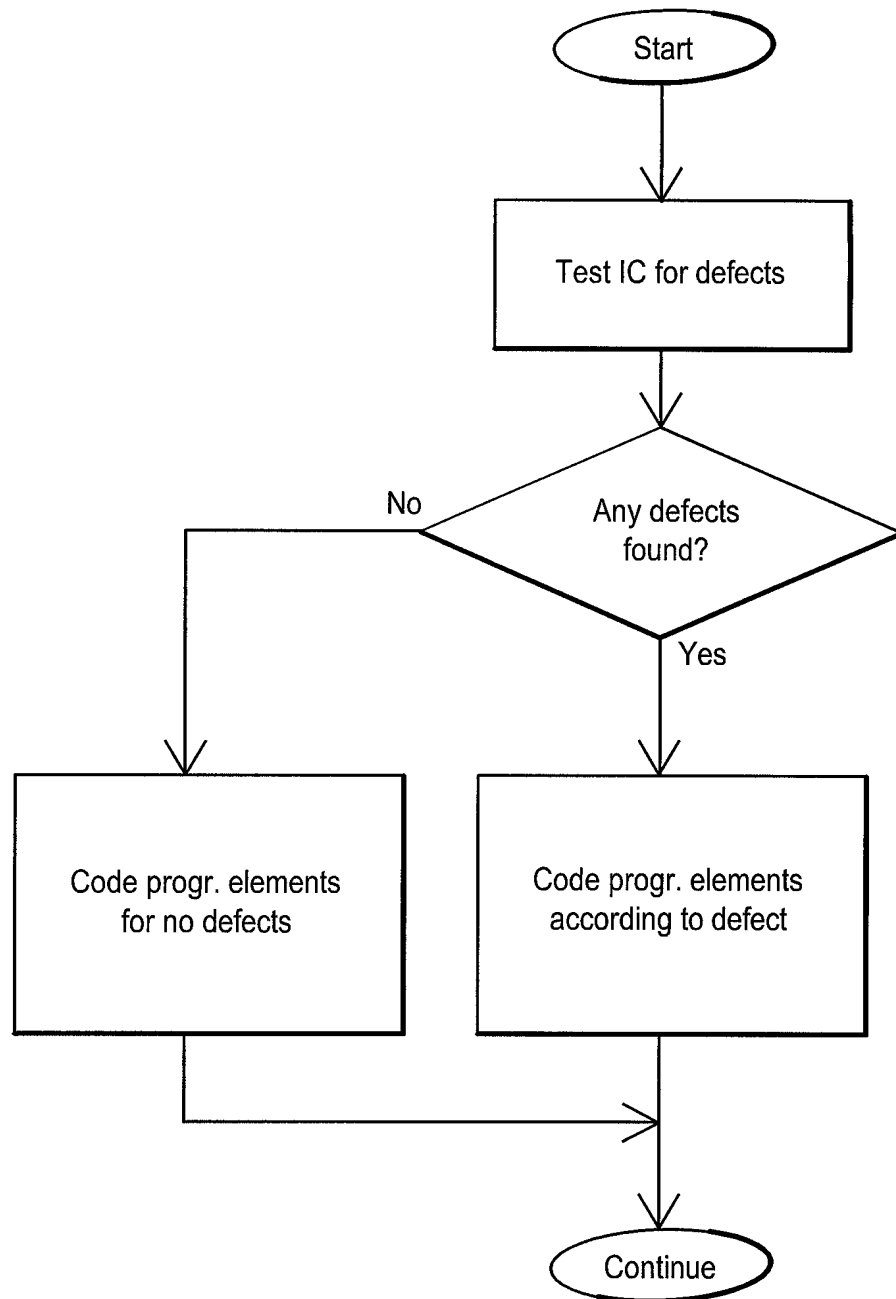 Start
Test IC for defects
Any defects
found?
No
Yes
Code progr. elements
for no defects
Code progr. elements
according to defect
Continue